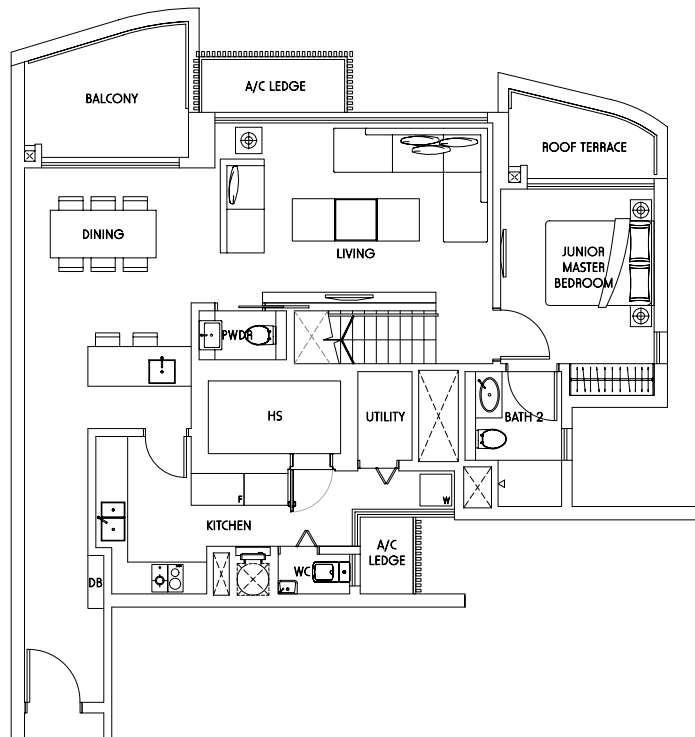 A/C LEDGE
BALCONY
ROOF TERRACE
DINING
LIVING
JUNIOR
MASTER
BEDROOM
PWDR
HS
UTILITY
BATH 2
F
W
KITCHEN
A/C
LEDGE
WC
DB